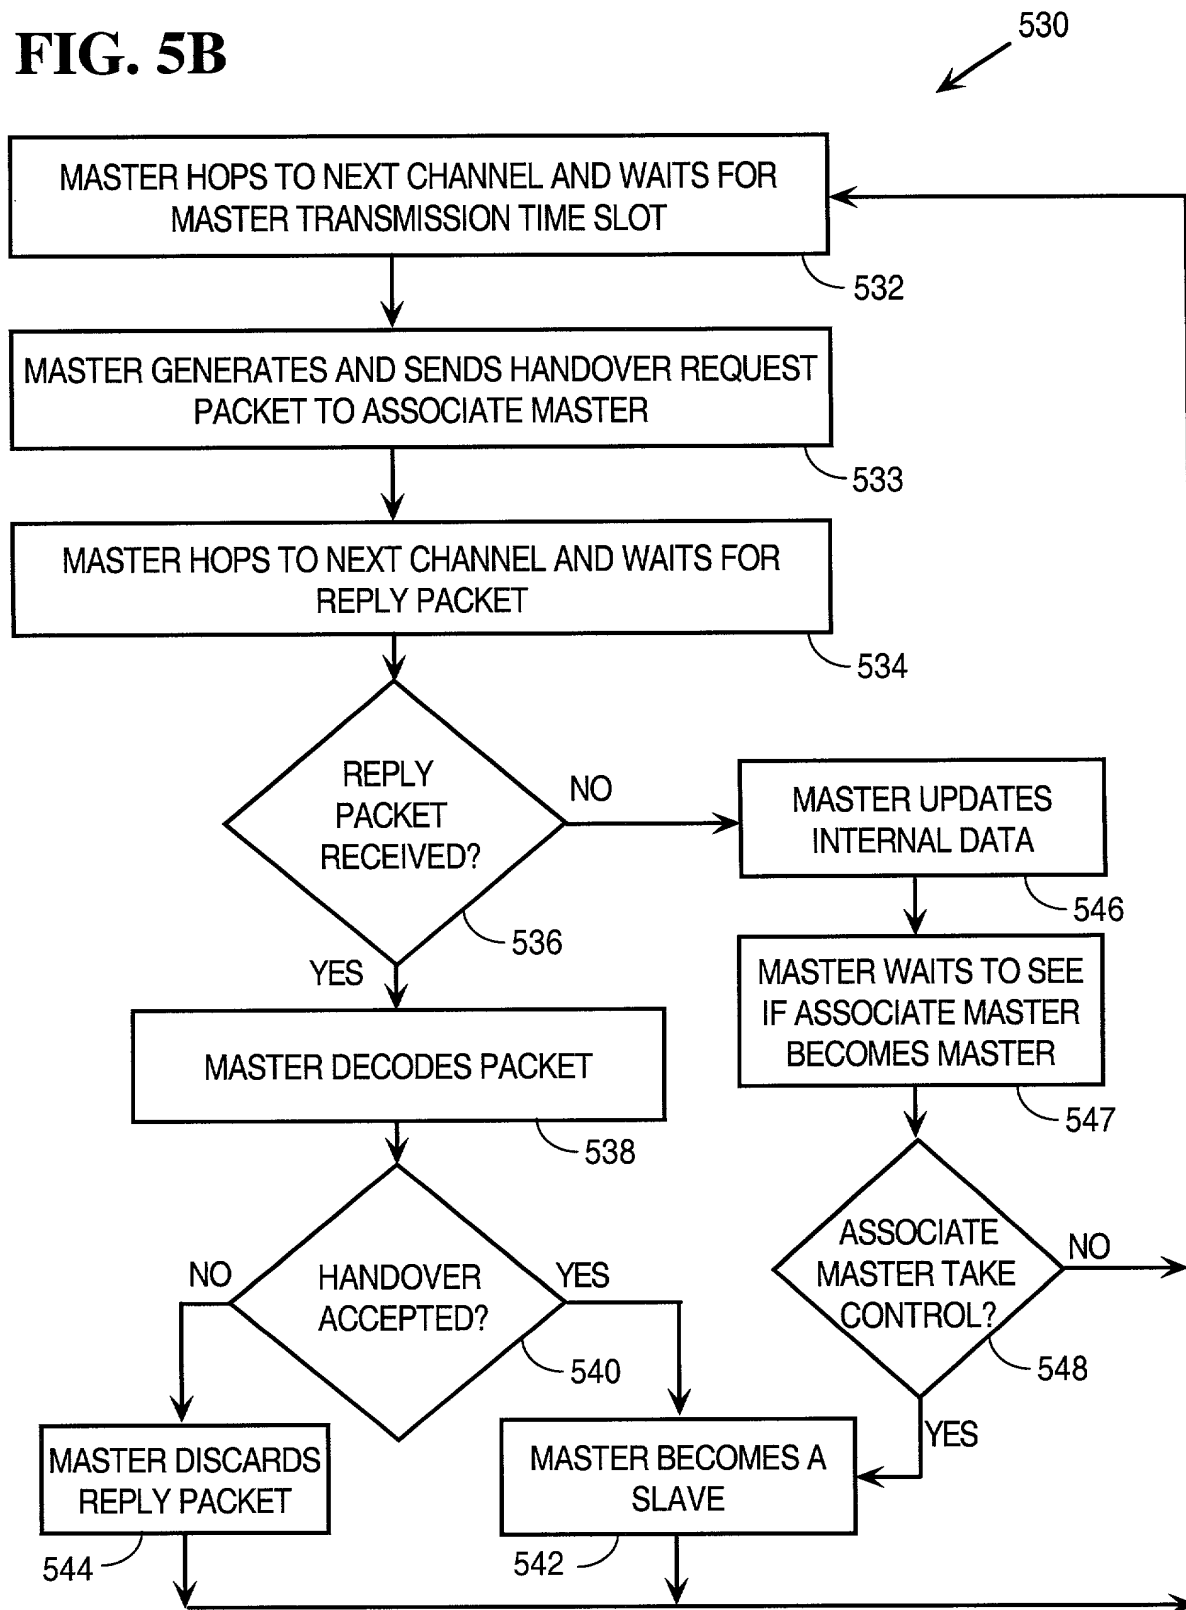 FIG. 5B
530
MASTER HOPS TO NEXT CHANNEL AND WAITS FOR
MASTER TRANSMISSION TIME SLOT
532
MASTER GENERATES AND SENDS HANDOVER REQUEST
PACKET TO ASSOCIATE MASTER
533
MASTER HOPS TO NEXT CHANNEL AND WAITS FOR
REPLY PACKET
534
REPLY
PACKET
RECEIVED?
NO
536
YES
MASTER UPDATES
INTERNAL DATA
546
MASTER WAITS TO SEE
IF ASSOCIATE MASTER
BECOMES MASTER
547
MASTER DECODES PACKET
538
ASSOCIATE
MASTER TAKE
CONTROL?
NO
548
YES
NO
HANDOVER
ACCEPTED?
YES
540
MASTER DISCARDS
REPLY PACKET
544
MASTER BECOMES A
SLAVE
542